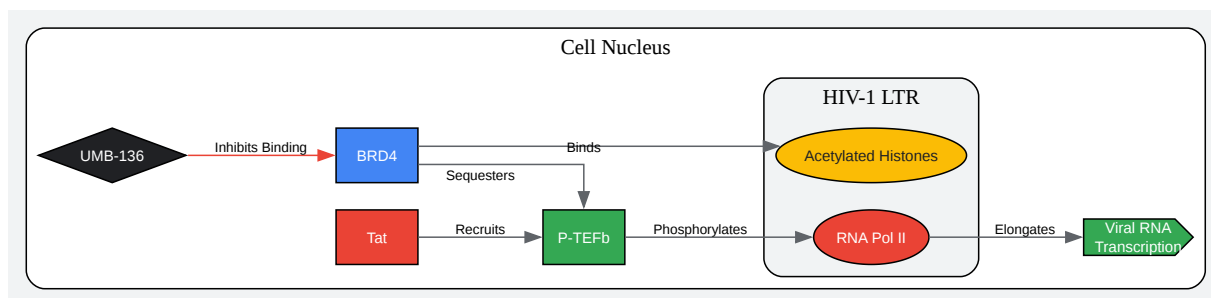 Cell Nucleus
HIV-1 LTR
UMB-136
Inhibits Binding
BRD4
Binds
Acetylated Histones
Sequesters
Tat
Recruits
P-TEFb
Phosphorylates
RNA Pol II
Elongates
Viral RNA
Transcription